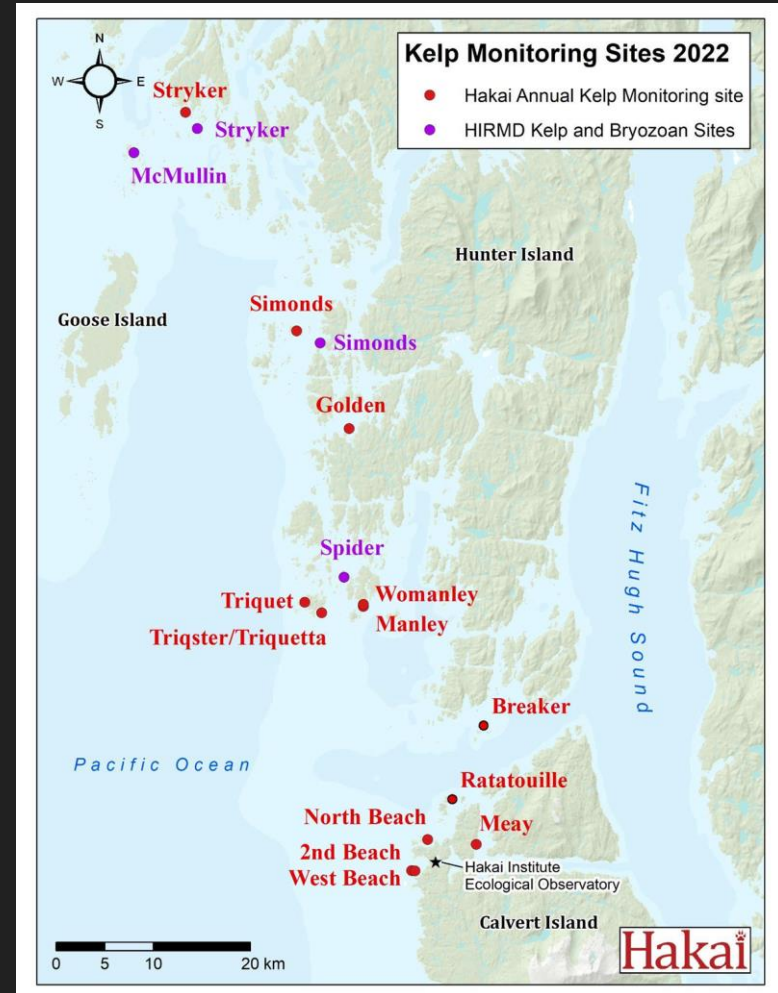 Kelp Monitoring Sites 2022
Hakai Annual Kelp Monitoring site
HIRMD Kelp and Bryozoan Sites
N
W E
S
Stryker
Stryker
McMullin
Hunter Island
Goose Island
Simonds
Simonds
Golden
Fitz Hugh Sound
Spider
Triquet
Womanley
Manley
Triqster/Triquetta
Breaker
Pacific Ocean
Ratatouille
North Beach
Meay
2nd Beach
West Beach
Hakai Institute
Ecological Observatory
Calvert Island
0 5 10 20 km
Hakai